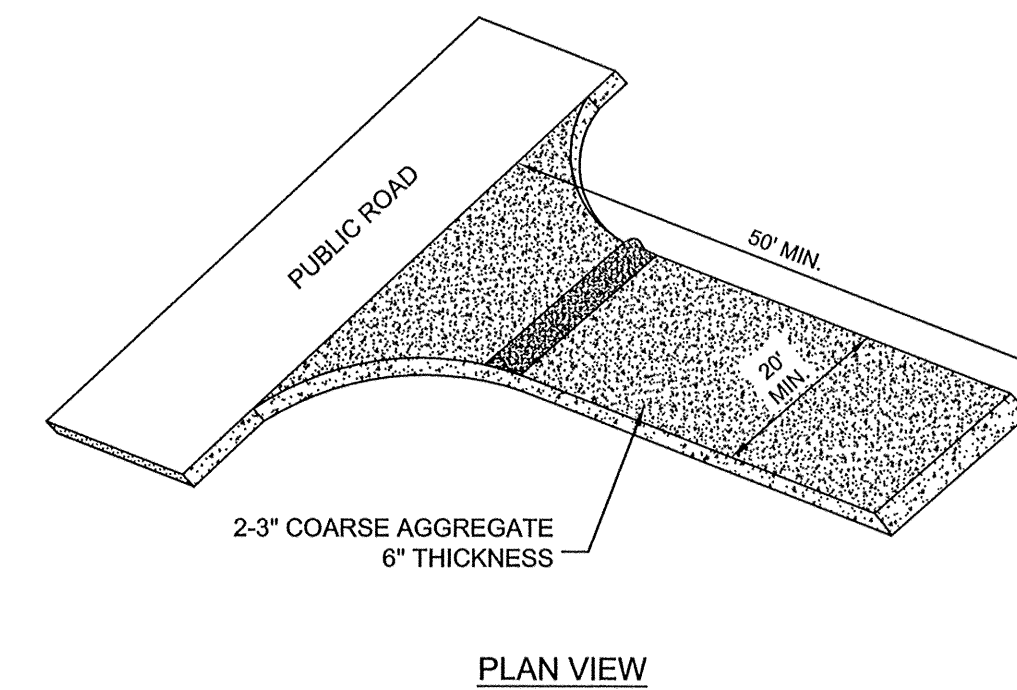 PUBLIC ROAD
50' MIN.
20'
MIN.
2-3" COARSE AGGREGATE
6" THICKNESS
PLAN VIEW